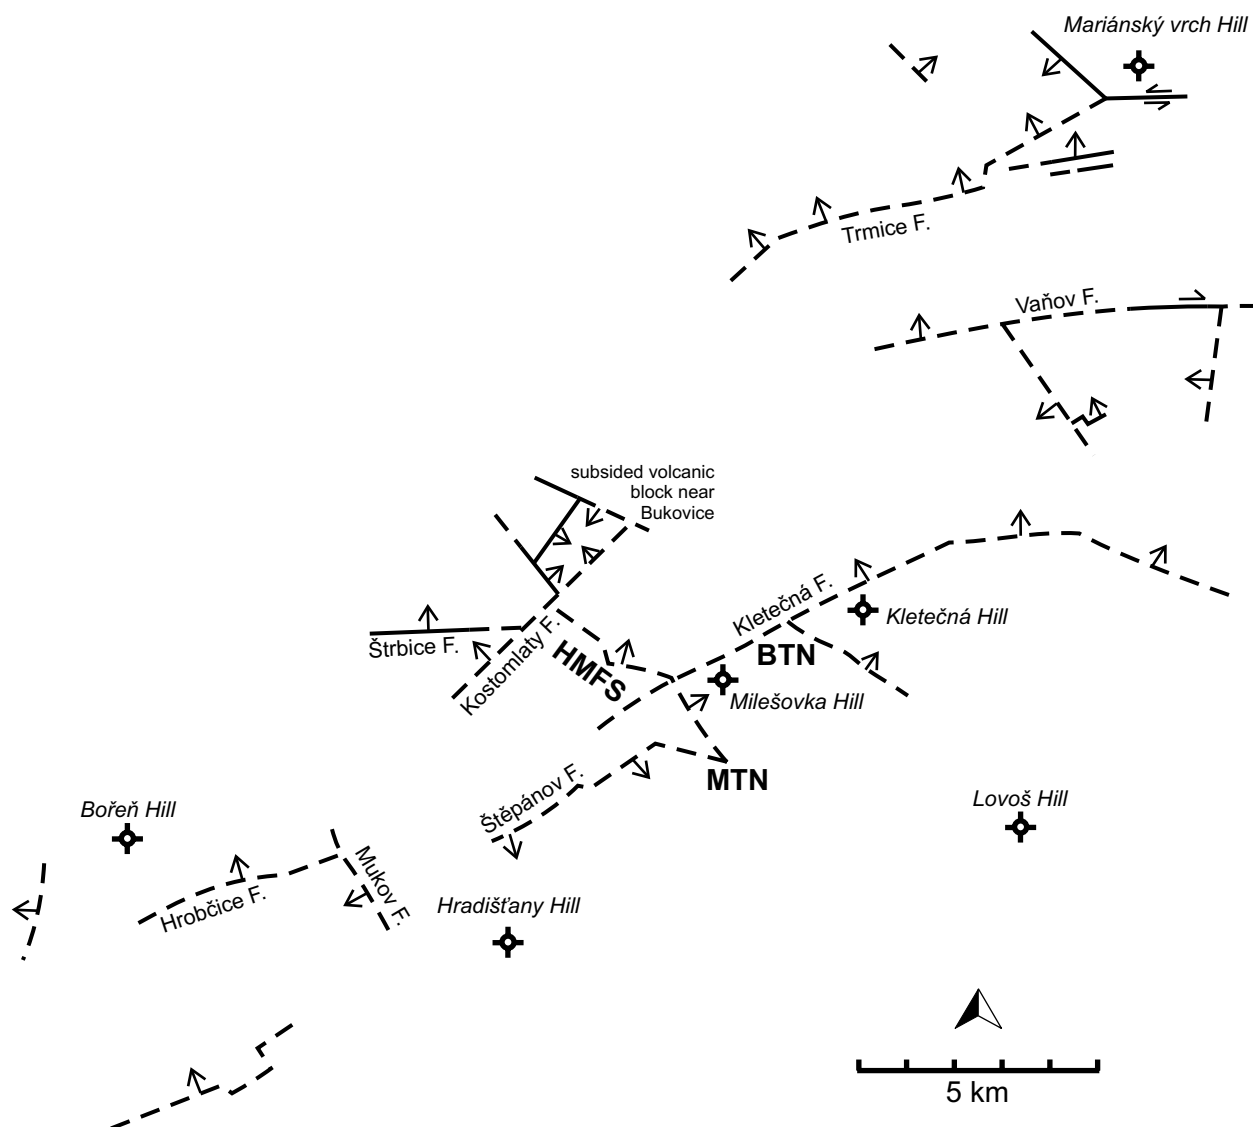 Mariánský vrch Hill
Trmice F.
Vaňov F.
subsided volcanic
block near
Bukovice
Kletečná F.
Kletečná Hill
Štrbice F.
Kostomlaty F.
HMFS
BTN
Milešovka Hill
MTN
Štěpánov F.
Bořeň Hill
Lovoš Hill
Mukov F.
Hrobčice F.
Hradišťany Hill
5 km